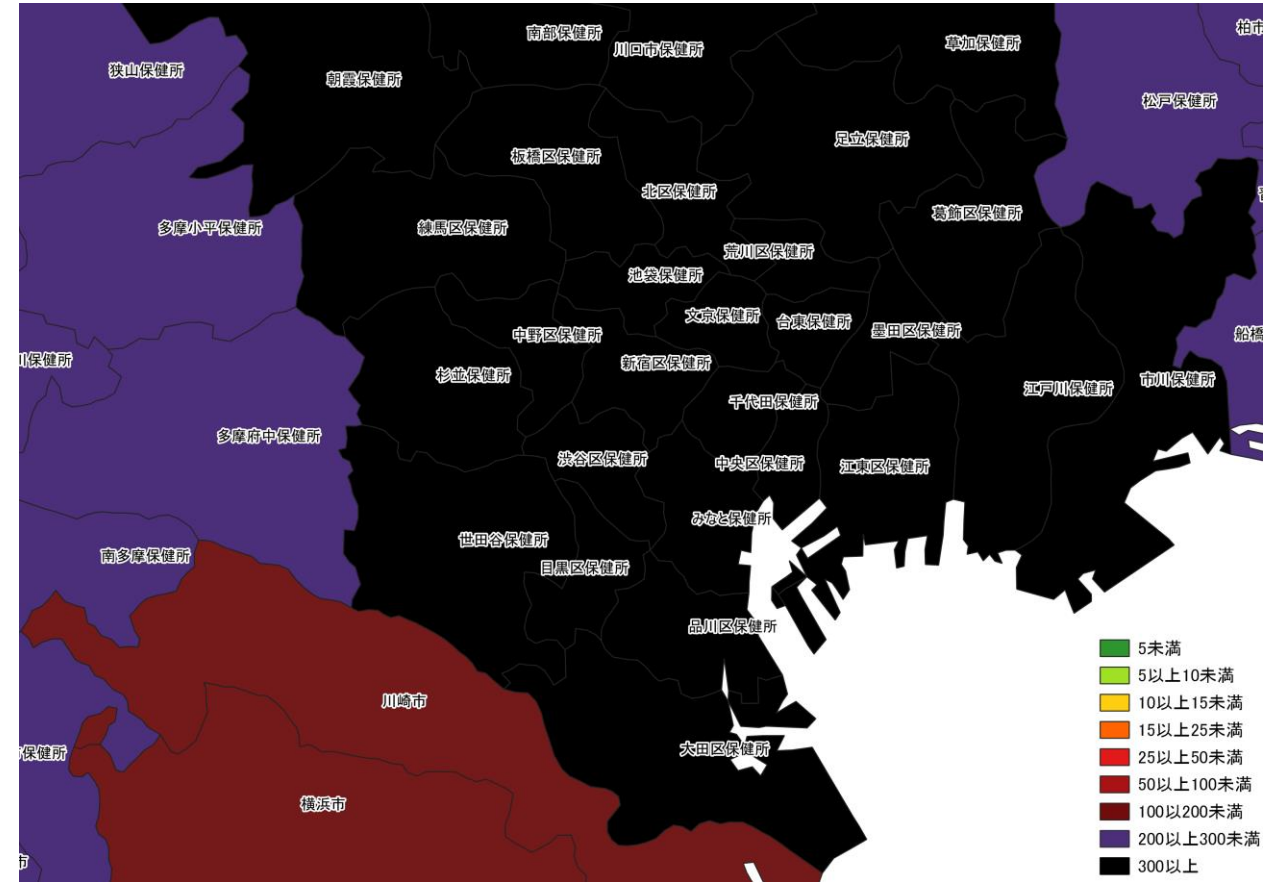 南部保健所
川口市保健所
草加保健所
柏市
狭山保健所
朝霞保健所
松戸保健所
足立保健所
板橋区保健所
北区保健所
葛飾区保健所
多摩小平保健所
練馬区保健所
荒川区保健所
池袋保健所
文京保健所
台東保健所
墨田区保健所
中野区保健所
船橋
川保健所
新宿区保健所
杉並保健所
江戸川保健所
市川保健所
千代田保健所
多摩府中保健所
渋谷区保健所
中央区保健所
江東区保健所
みなと保健所
世田谷保健所
南多摩保健所
目黒区保健所
品川区保健所
川崎市
大田区保健所
保健所
横浜市
市
5未満
5以上10未満
10以上15未満
15以上25未満
25以上50未満
50以上100未満
100以200未満
200以上300未満
300以上